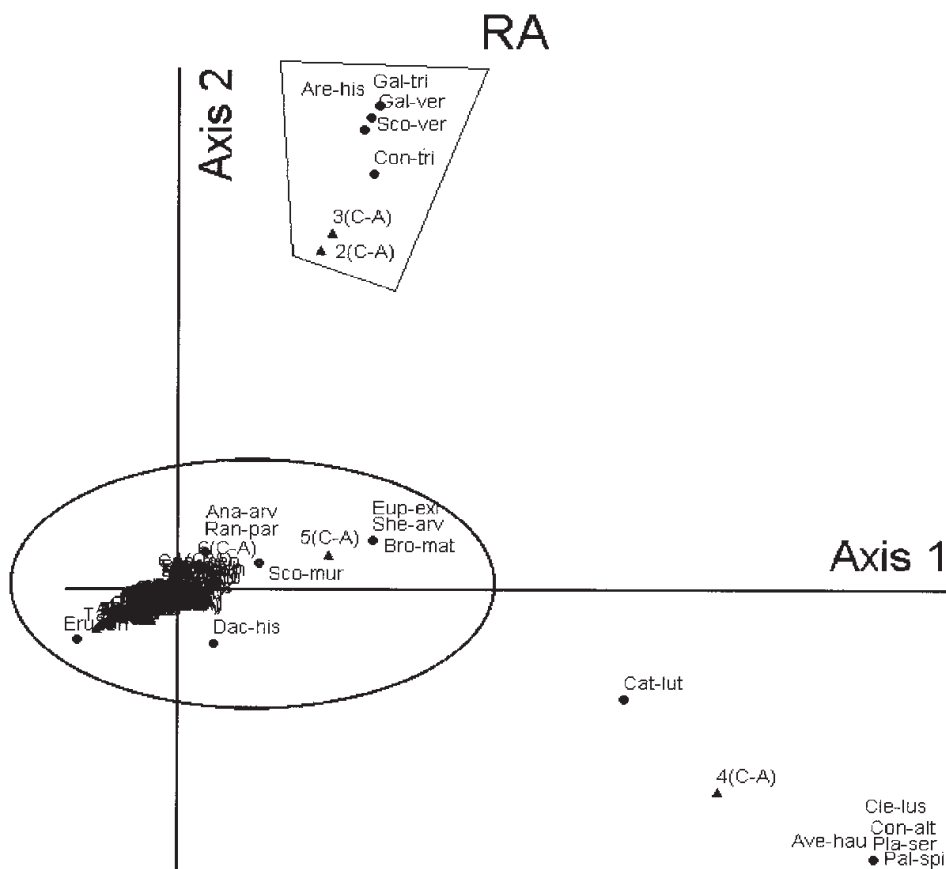 RA
Axis 2
Gal-tri
Are-his
Gal-ver
Sco-ver
Con-tri
3(C-A)
2(C-A)
Ana-arv
Ran-par
6(C-A)
Sco-mur
5(C-A)
Eup-exi
She-arv
Bro-mat
Axis 1
Dac-his
Cat-lut
4(C-A)
Cie-lus
Con-alt
Ave-hau
Pla-ser
Pal-spi